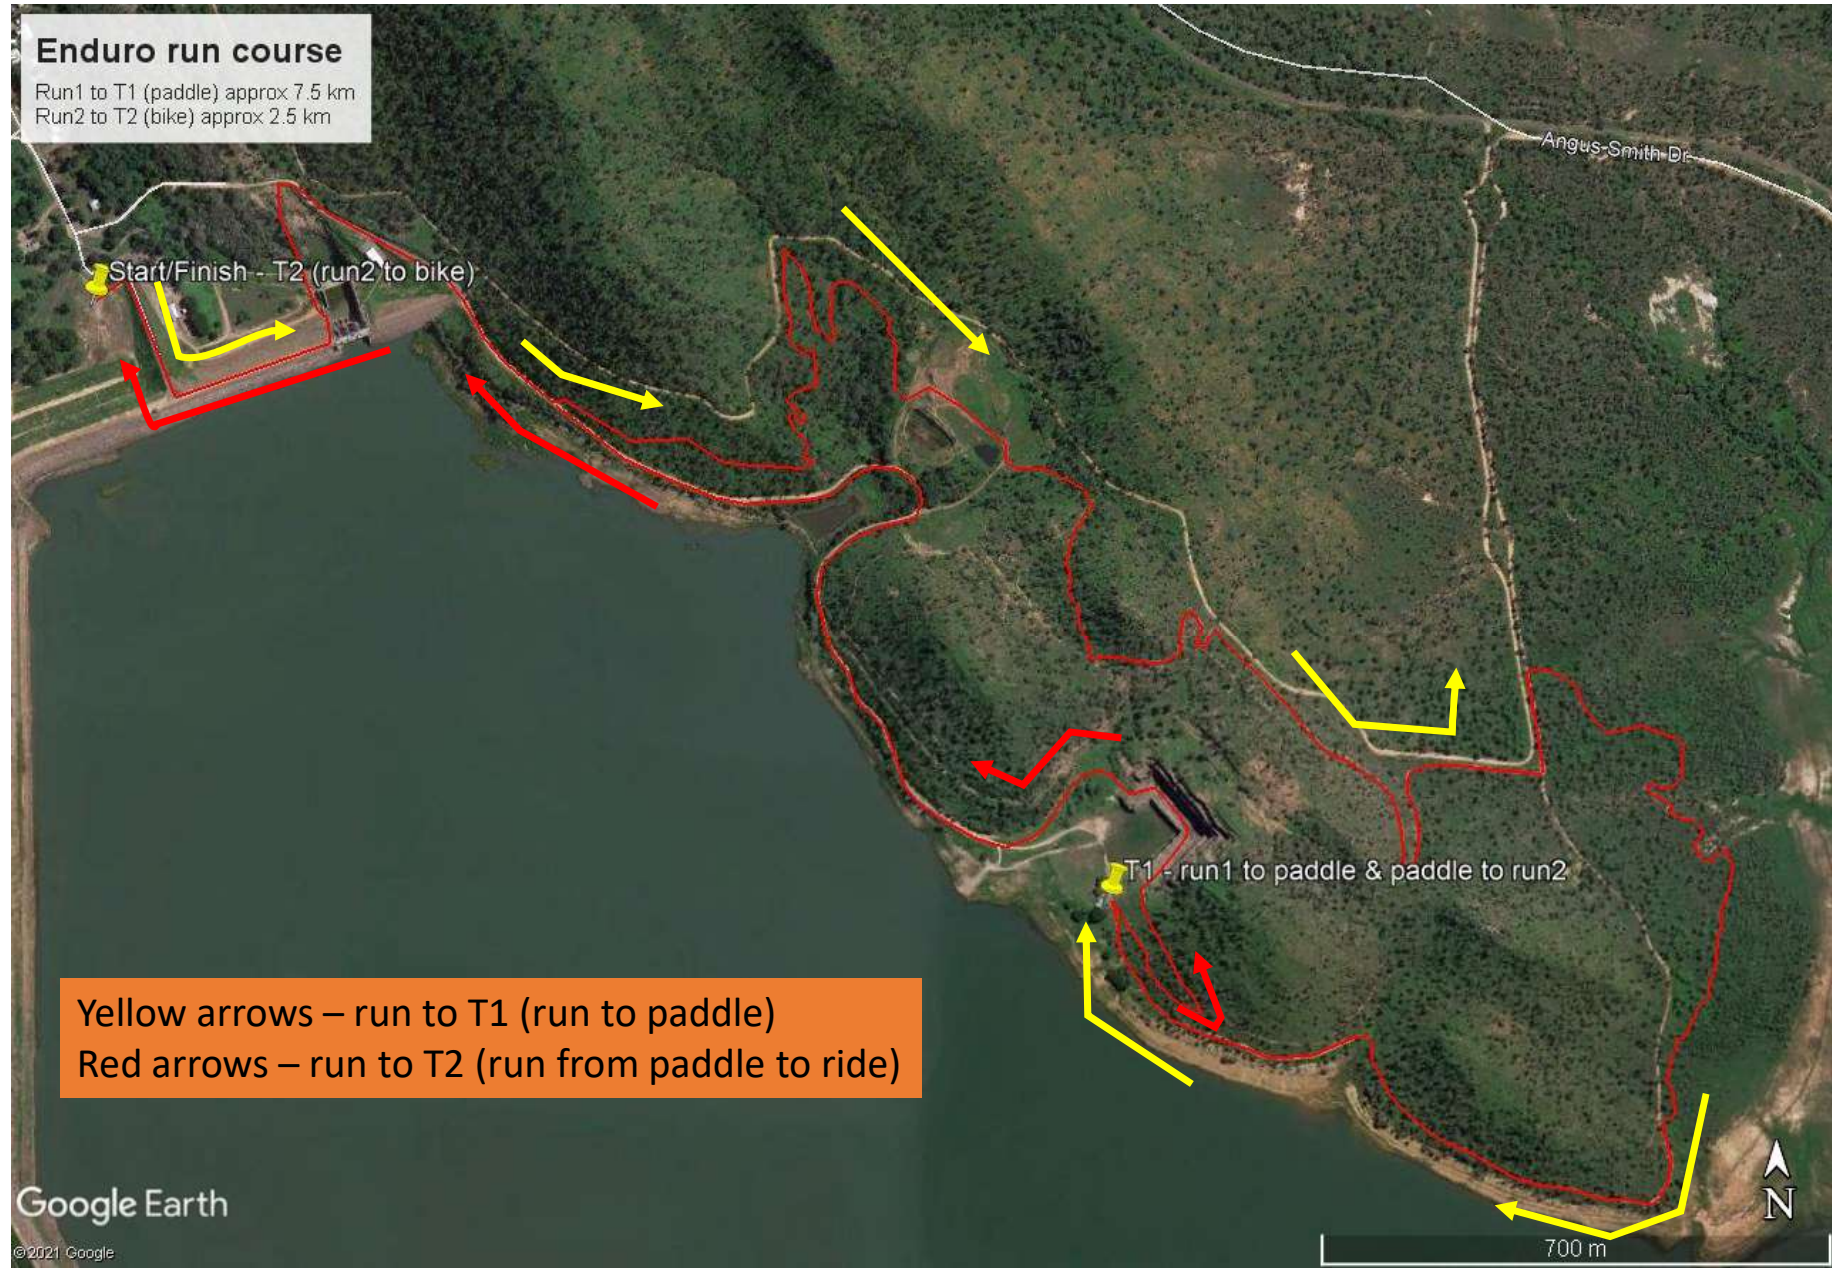 Enduro run course
Run1 to T1 (paddle) approx 7.5 km
Run2 to T2 (bike) approx 2.5 km
Angus Smith Dr
Start/Finish - T2 (run2 to bike)
T1 - run1 to paddle & paddle to run2
Yellow arrows – run to T1 (run to paddle)
Red arrows – run to T2 (run from paddle to ride)
N
Google Earth
©2021 Google
700 m